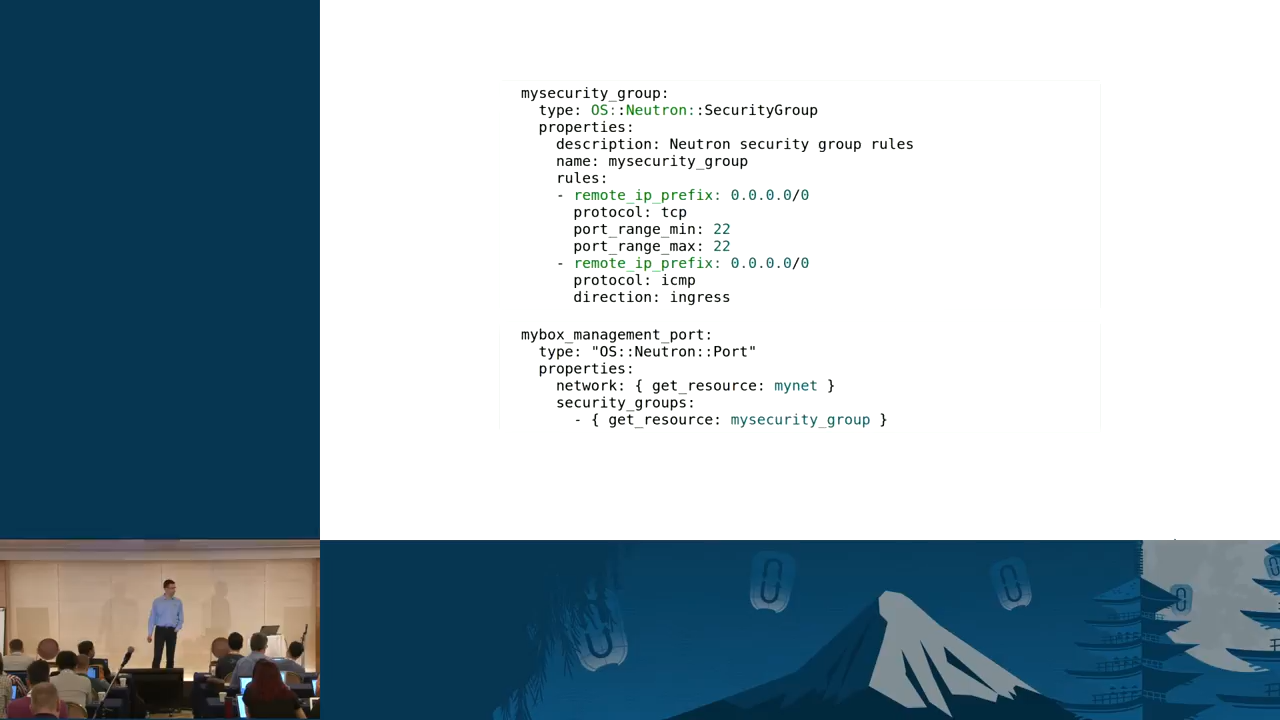 mysecurity_group:
  type: OS::Neutron::SecurityGroup
  properties:
    description: Neutron security group rules
    name: mysecurity_group
    rules:
    - remote_ip_prefix: 0.0.0.0/0
      protocol: tcp
      port_range_min: 22
      port_range_max: 22
    - remote_ip_prefix: 0.0.0.0/0
      protocol: icmp
      direction: ingress
mybox_management_port:
  type: "OS::Neutron::Port"
  properties:
    network: { get_resource: mynet }
    security_groups:
      - { get_resource: mysecurity_group }